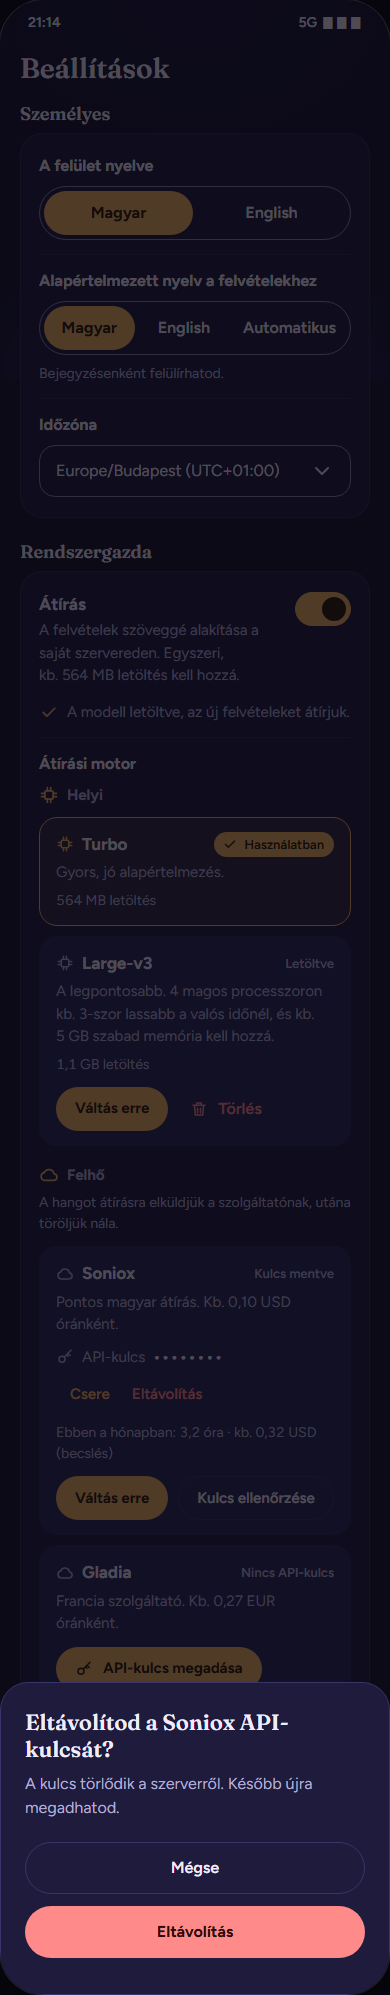 21:14
5G
Beállítások
Személyes
A felület nyelve
Magyar
English
Alapértelmezett nyelv a felvételekhez
Magyar
English
Automatikus
Bejegyzésenként felülírhatod.
Időzóna
Europe/Budapest (UTC+01:00)
Rendszergazda
Átírás
A felvételek szöveggé alakítása a
saját szervereden. Egyszeri,
kb. 564 MB letöltés kell hozzá.
A modell letöltve, az új felvételeket átírjuk.
Átírási motor
Helyi
Turbo
Használatban
Gyors, jó alapértelmezés.
564 MB letöltés
Large-v3
Letöltve
A legpontosabb. 4 magos processzoron
kb. 3-szor lassabb a valós időnél, és kb.
5 GB szabad memória kell hozzá.
1,1 GB letöltés
Váltás erre
Törlés
Felhő
A hangot átírásra elküldjük a szolgáltatónak, utána
töröljük nála.
Soniox
Kulcs mentve
Pontos magyar átírás. Kb. 0,10 USD
óránként.
API-kulcs ••••••••
Csere
Eltávolítás
Ebben a hónapban: 3,2 óra · kb. 0,32 USD
(becslés)
Váltás erre
Kulcs ellenőrzése
Gladia
Nincs API-kulcs
Francia szolgáltató. Kb. 0,27 EUR
óránként.
API-kulcs megadása
Eltávolítod a Soniox API-
kulcsát?
A kulcs törlődik a szerverről. Később újra
megadhatod.
Mégse
Eltávolítás